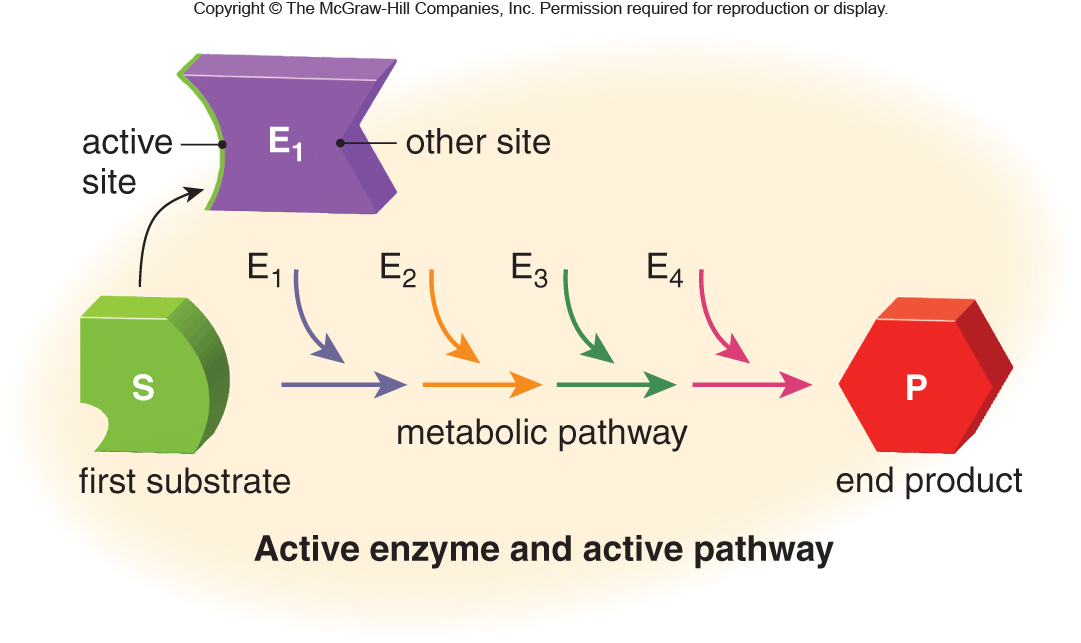 Copyright © The McGraw-Hill Companies, Inc. Permission required for reproduction or display.
active
site
E1
other site
E1
E2
E3
E4
S
P
metabolic pathway
first substrate
end product
Active enzyme and active pathway